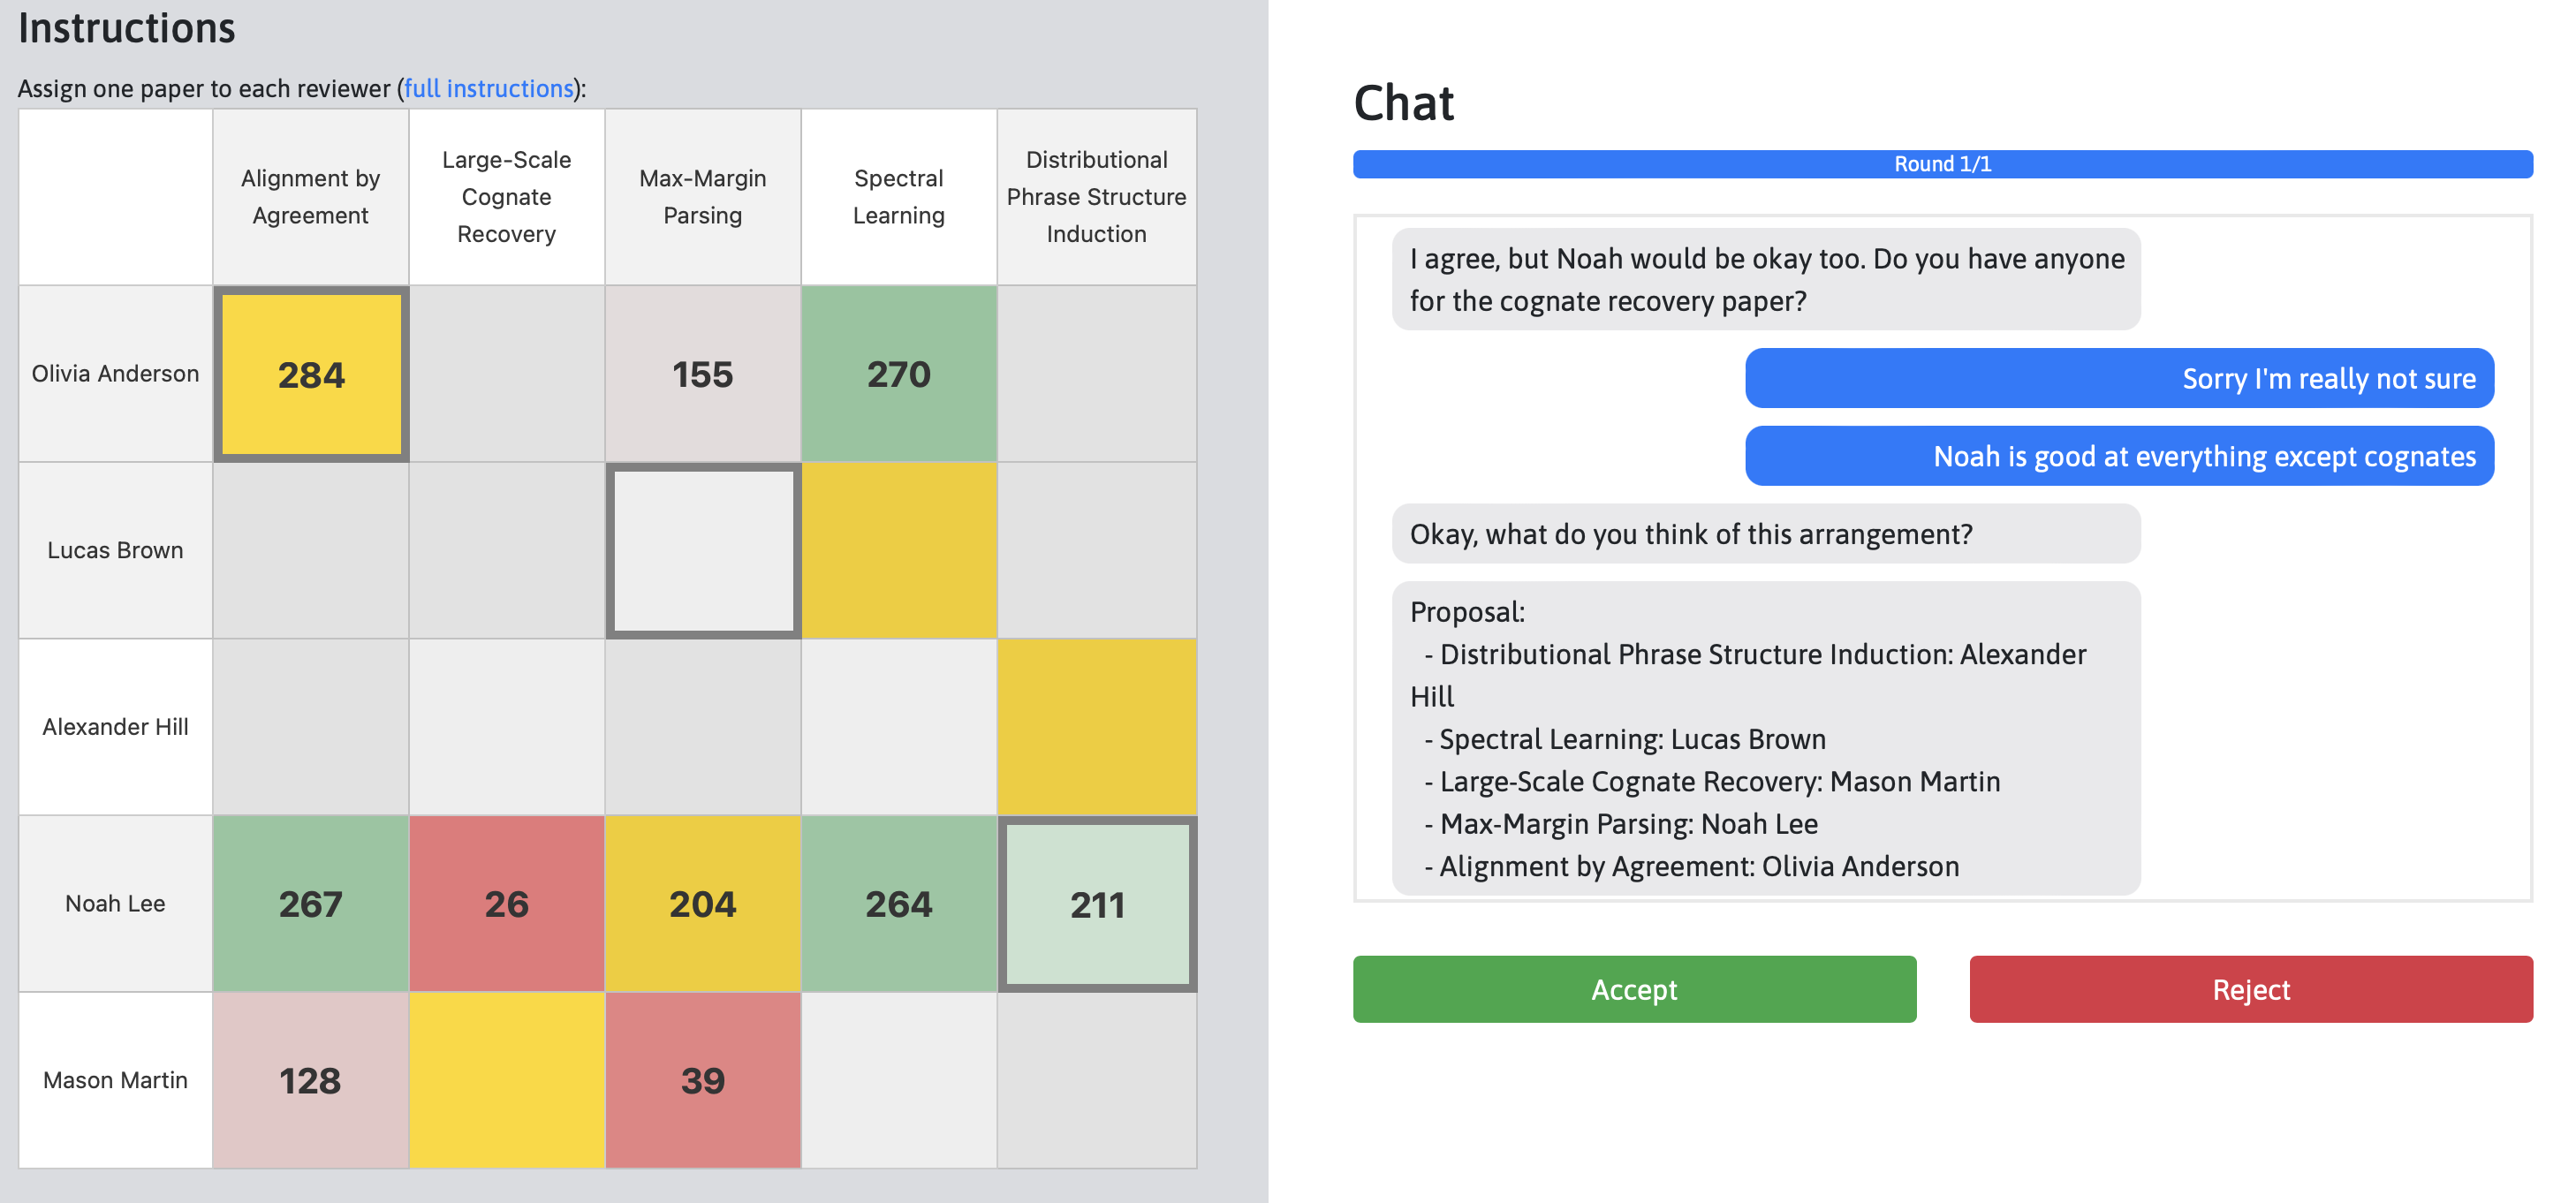 Instructions
Assign one paper to each reviewer (full instructions):
Alignment by
Agreement
Large-Scale
Cognate
Recovery
Max-Margin
Parsing
Spectral
Learning
Distributional
Phrase Structure
Induction
Olivia Anderson
284
155
270
Lucas Brown
Alexander Hill
Noah Lee
267
26
204
264
211
Mason Martin
128
39
Chat
Round 1/1
I agree, but Noah would be okay too. Do you have anyone
for the cognate recovery paper?
Sorry I'm really not sure
Noah is good at everything except cognates
Okay, what do you think of this arrangement?
Proposal:
- Distributional Phrase Structure Induction: Alexander
Hill
- Spectral Learning: Lucas Brown
- Large-Scale Cognate Recovery: Mason Martin
- Max-Margin Parsing: Noah Lee
- Alignment by Agreement: Olivia Anderson
Accept
Reject